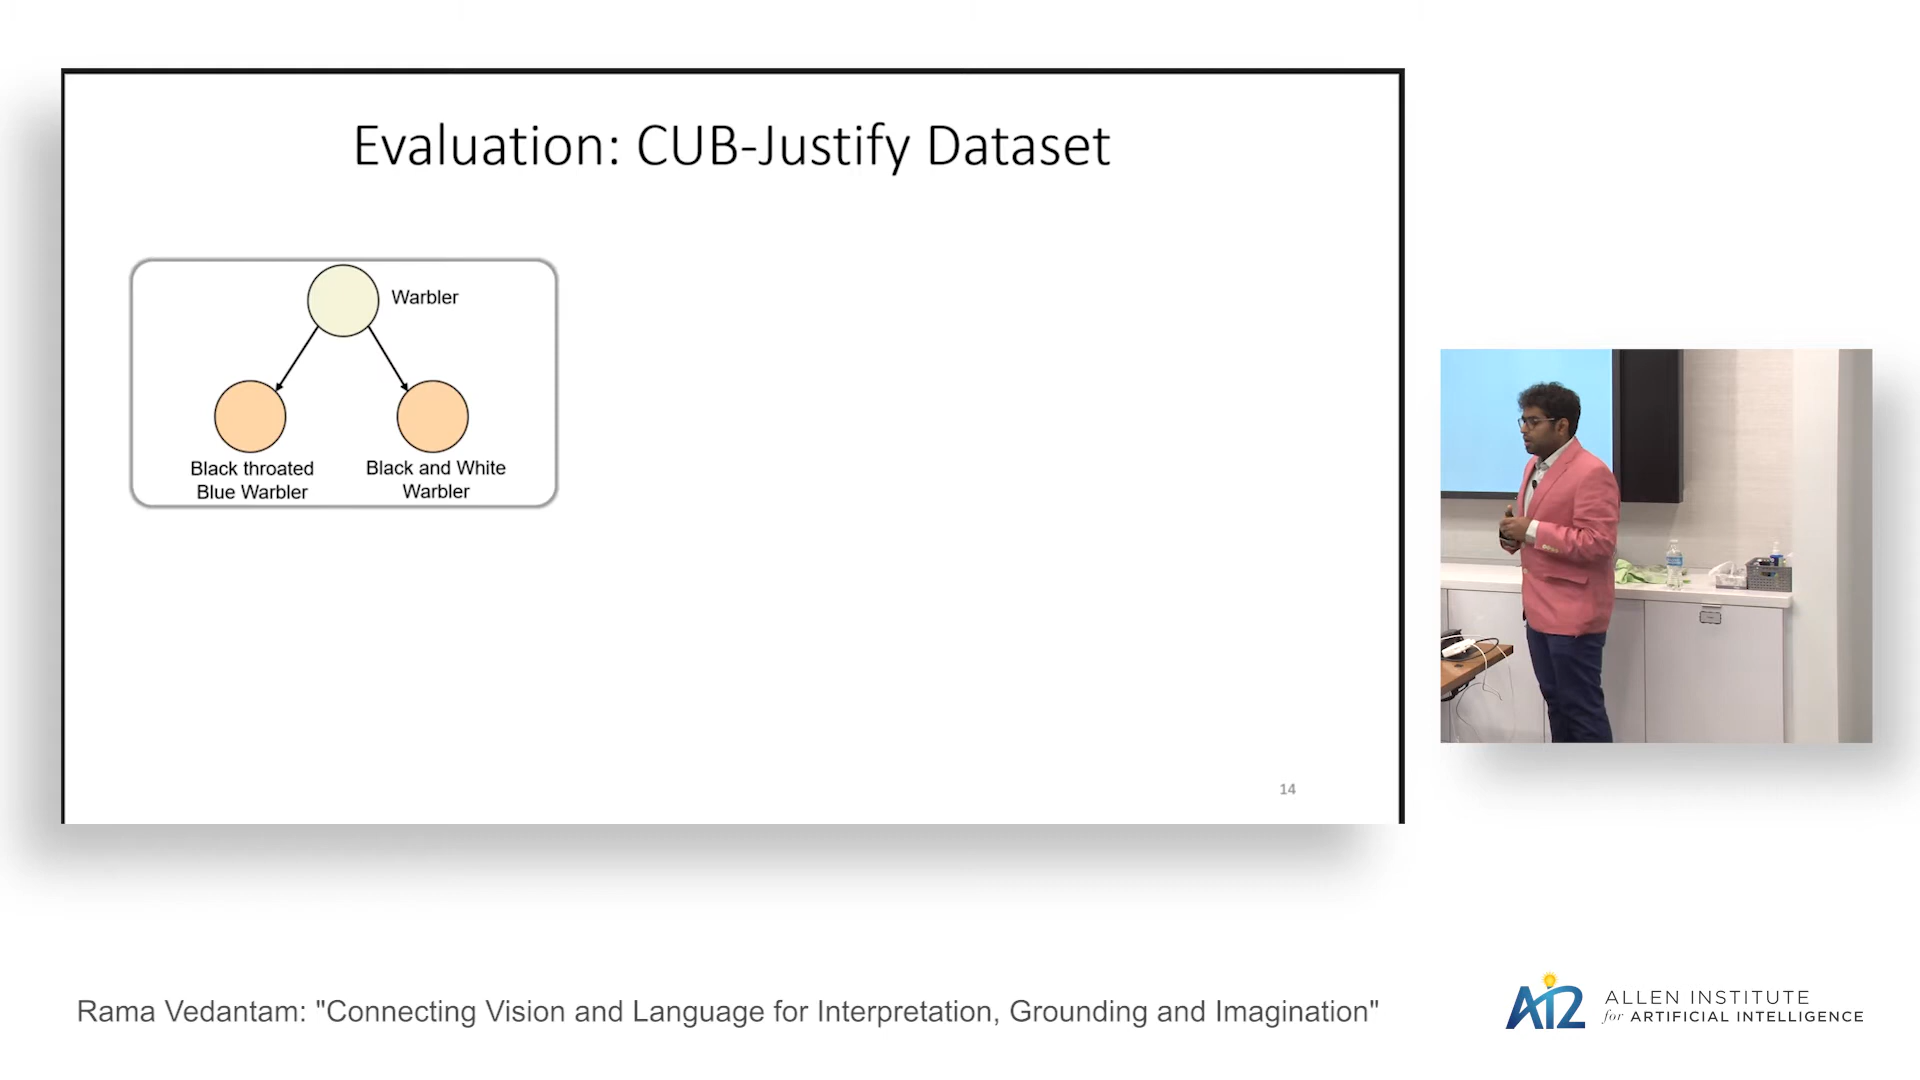 Evaluation: CUB-Justify Dataset
Warbler
Black throated
Blue Warbler
Black and White
Warbler
14
Rama Vedantam: "Connecting Vision and Language for Interpretation, Grounding and Imagination"
AI2
ALLEN INSTITUTE
for ARTIFICIAL INTELLIGENCE